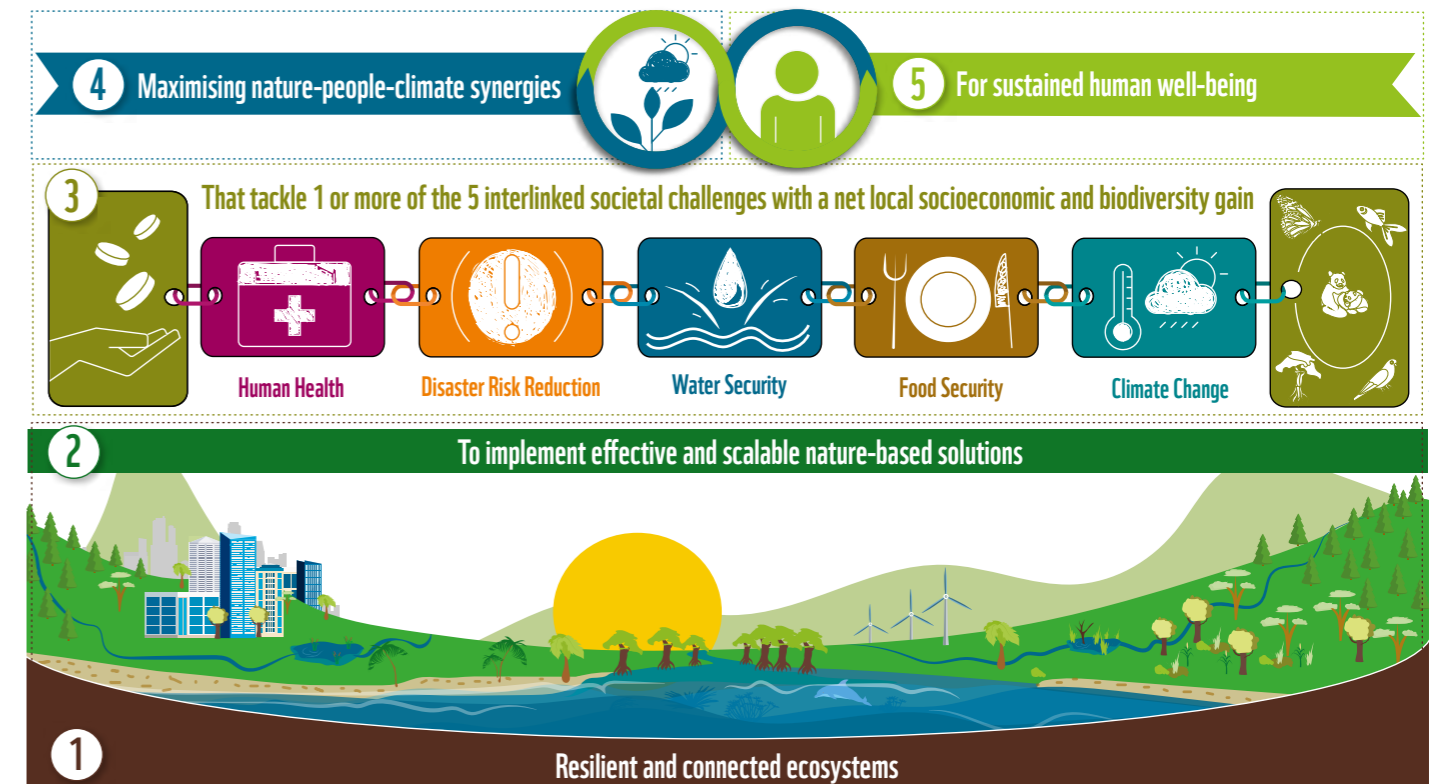 4 Maximising nature-people-climate synergies
5 For sustained human well-being
3 That tackle 1 or more of the 5 interlinked societal challenges with a net local socioeconomic and biodiversity gain
Human Health
Disaster Risk Reduction
Water Security
Food Security
Climate Change
2 To implement effective and scalable nature-based solutions
1 Resilient and connected ecosystems